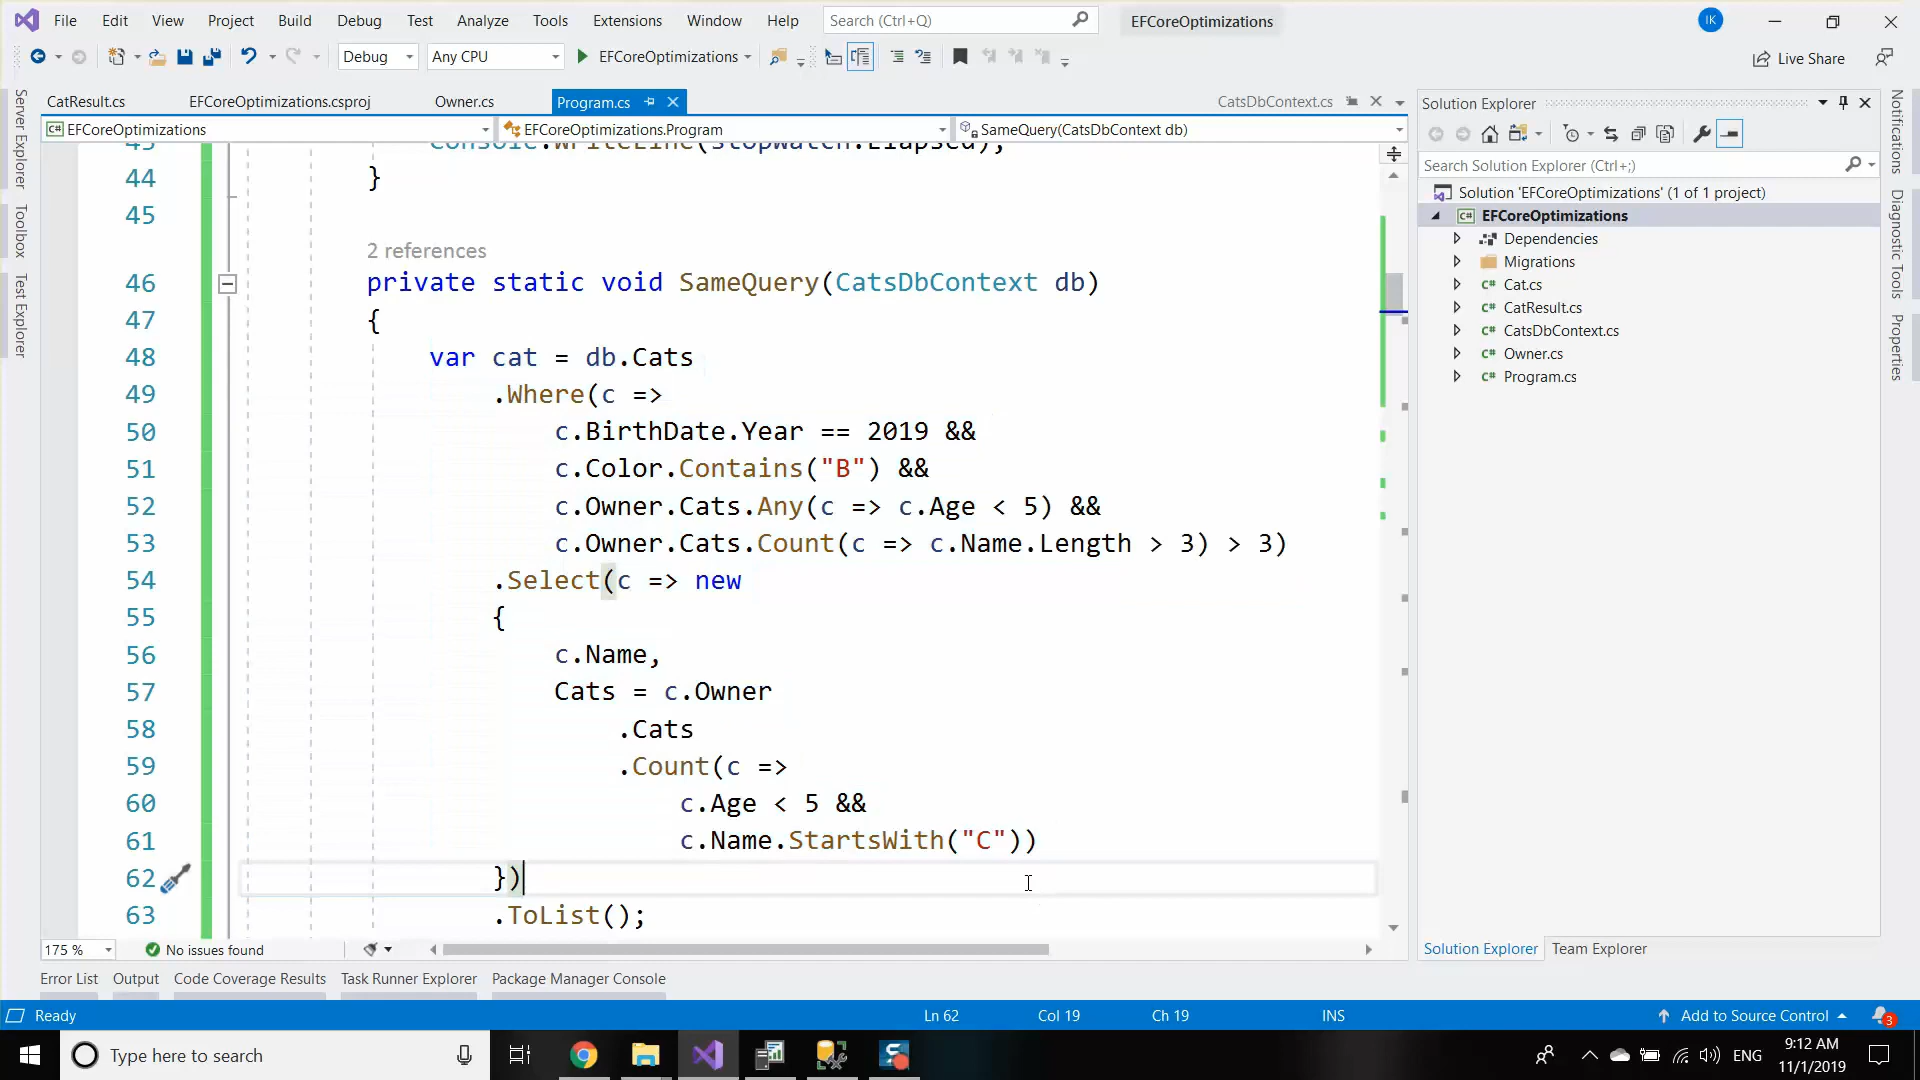 File Edit View Project Build Debug Test Analyze Tools Extensions Window Help Search (Ctrl+Q) EFCoreOptimizations IK
Debug Any CPU EFCoreOptimizations Live Share
CatResult.cs EFCoreOptimizations.csproj Owner.cs Program.cs CatsDbContext.cs
EFCoreOptimizations EFCoreOptimizations.Program SameQuery(CatsDbContext db)
Server Explorer
Toolbox
Test Explorer
Console.WriteLine(stopwatch.Elapsed);
44 }
45
2 references
46 private static void SameQuery(CatsDbContext db)
47 {
48 var cat = db.Cats
49 .Where(c =>
50 c.BirthDate.Year == 2019 &&
51 c.Color.Contains("B") &&
52 c.Owner.Cats.Any(c => c.Age < 5) &&
53 c.Owner.Cats.Count(c => c.Name.Length > 3) > 3)
54 .Select(c => new
55 {
56 c.Name,
57 Cats = c.Owner
58 .Cats
59 .Count(c =>
60 c.Age < 5 &&
61 c.Name.StartsWith("C"))
62 })
63 .ToList();
175 % No issues found
Solution Explorer
Search Solution Explorer (Ctrl+;)
Solution 'EFCoreOptimizations' (1 of 1 project)
C# EFCoreOptimizations
Dependencies
Migrations
C# Cat.cs
C# CatResult.cs
C# CatsDbContext.cs
C# Owner.cs
C# Program.cs
Solution Explorer Team Explorer
Notifications
Diagnostic Tools
Properties
Error List Output Code Coverage Results Task Runner Explorer Package Manager Console
Ready Ln 62 Col 19 Ch 19 INS Add to Source Control 3
Type here to search ENG 9:12 AM
11/1/2019